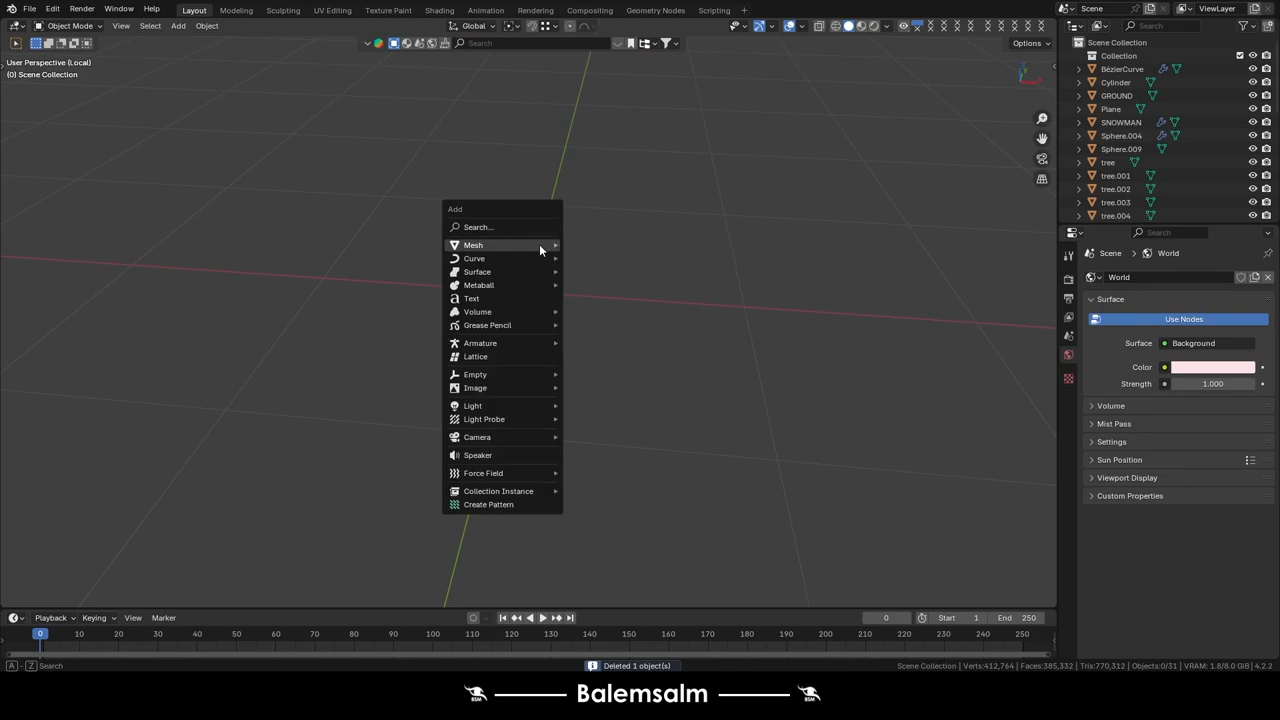 File Edit Render Window Help Layout Modeling Sculpting UV Editing Texture Paint Shading Animation Rendering Compositing Geometry Nodes Scripting Scene ViewLayer
Object Mode View Select Add Object Global Search
Search Options
User Perspective (Local)
(0) Scene Collection
Scene Collection
Collection
BézierCurve
Cylinder
GROUND
Plane
SNOWMAN
Sphere.004
Sphere.009
tree
tree.001
tree.002
tree.003
tree.004
Add
Search...
Mesh
Curve
Surface
Metaball
Text
Volume
Grease Pencil
Armature
Lattice
Empty
Image
Light
Light Probe
Camera
Speaker
Force Field
Collection Instance
Create Pattern
Search
Scene World
World
Surface
Use Nodes
Surface Background
Color
Strength 1.000
Volume
Mist Pass
Settings
Sun Position
Viewport Display
Custom Properties
Playback Keying View Marker 0 Start 1 End 250
0 10 20 30 40 50 60 70 80 90 100 110 120 130 140 150 160 170 180 190 200 210 220 230 240 250
A - Z Search Deleted 1 object(s) Scene Collection | Verts:412,764 | Faces:385,332 | Tris:770,312 | Objects:0/31 | VRAM: 1.8/8.0 GiB | 4.2.2
BSM Balemsalm BSM